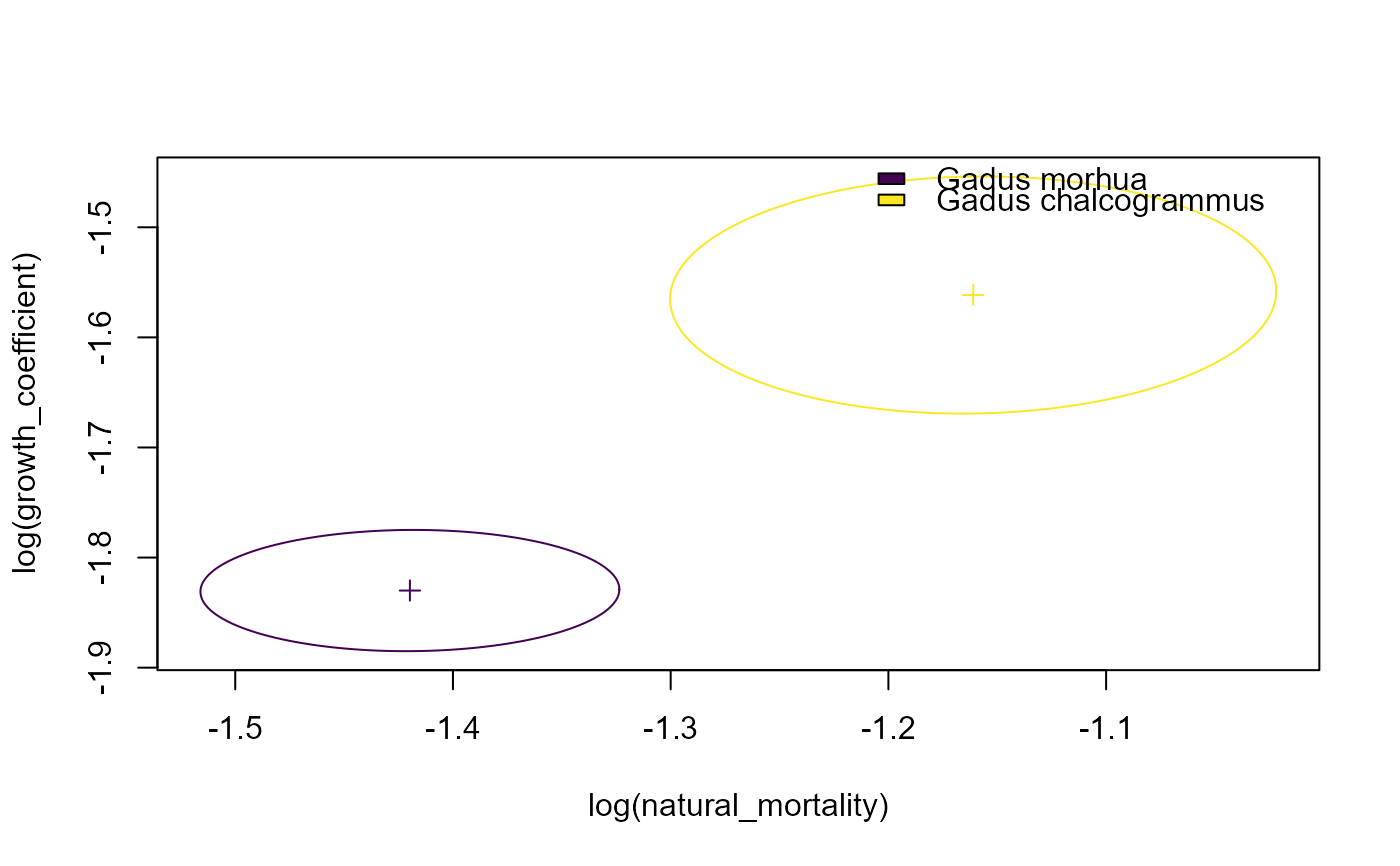 Gadus morhua
Gadus chalcogrammus
log(growth_coefficient)
-1.5
-1.6
-1.7
-1.8
-1.9
-1.5 -1.4 -1.3 -1.2 -1.1
log(natural_mortality)